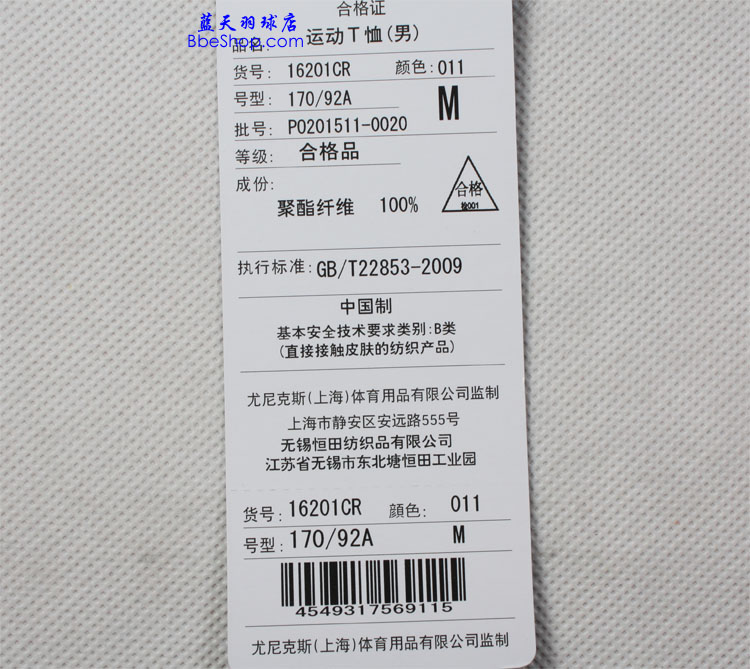 合格证
蓝天羽球店
BbeShop.com
品名: 运动T恤(男)
货号: 16201CR 颜色: 011
号型: 170/92A M
批号: P0201511-0020
等级: 合格品
成份:
聚酯纤维 100%
合格
检001
执行标准: GB/T22853-2009
中国制
基本安全技术要求类别:B类
(直接接触皮肤的纺织产品)
尤尼克斯(上海)体育用品有限公司监制
上海市静安区安远路555号
无锡恒田纺织品有限公司
江苏省无锡市东北塘恒田工业园
货号: 16201CR 顔色: 011
号型: 170/92A M
4549317569115
尤尼克斯(上海)体育用品有限公司监制